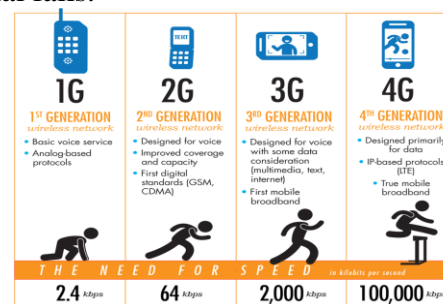 TEXT
1G
1ST GENERATION
wireless network
• Basic voice service
• Analog-based
protocols
2G
2ND GENERATION
wireless network
• Designed for voice
• Improved coverage
and capacity
• First digital
standards (GSM,
CDMA)
3G
3RD GENERATION
wireless network
• Designed for voice
with some data
consideration
(multimedia, text,
internet)
• First mobile
broadband
4G
4TH GENERATION
wireless network
• Designed primarily
for data
• IP-based protocols
(LTE)
• True mobile
broadband
THE NEED FOR SPEED in kilobits per second
2.4 kbps
64 kbps
2,000 kbps
100,000 kbps